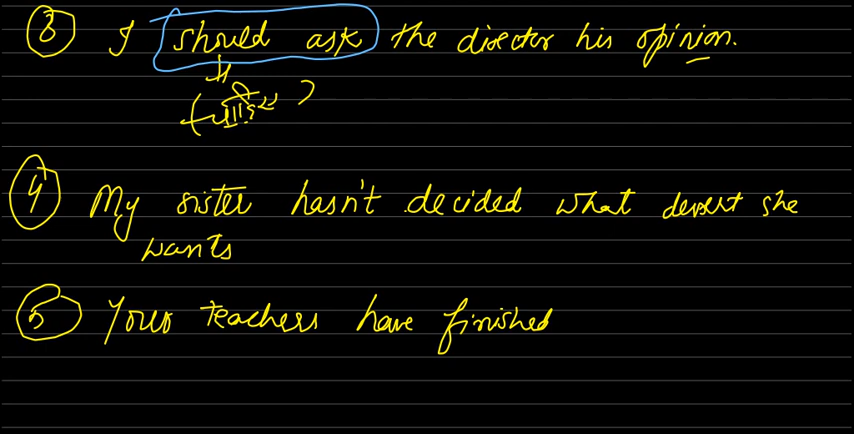 ③ I should ask the director his opinion.
④ My sister hasn't decided what desert she
wants
⑤ Your teachers have finished